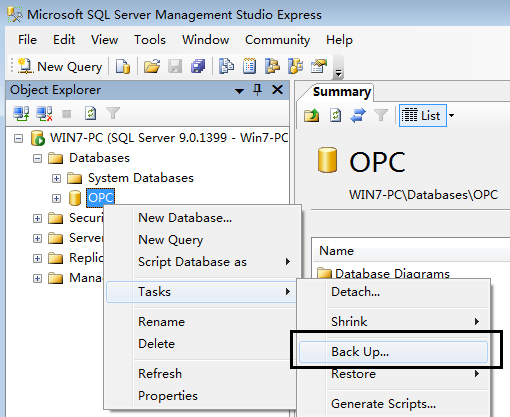 Microsoft SQL Server Management Studio Express
File Edit View Tools Window Community Help
New Query
Object Explorer
Summary
List
WIN7-PC (SQL Server 9.0.1399 - Win7-PC
Databases
System Databases
OPC
Securi
Server
Replic
Manag
OPC
WIN7-PC\Databases\OPC
Name
Database Diagrams
New Database...
New Query
Script Database as
Tasks
Rename
Delete
Refresh
Properties
Detach...
Shrink
Back Up...
Restore
Generate Scripts...